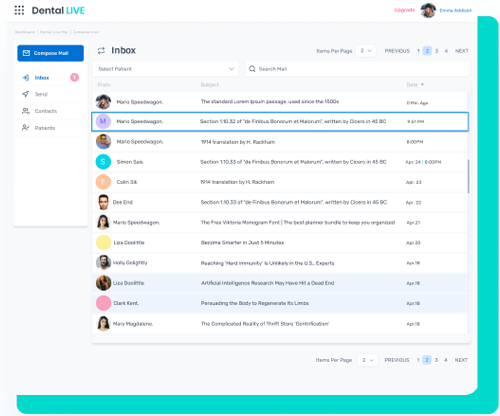 Dental LIVE
Upgrade
Emma Addison
Dashboard | Dental Live Mail | Compose Mail
Compose Mail
Inbox
1
Send
Contacts
Patients
Inbox
Items Per Page 2 PREVIOUS 1 2 3 4 NEXT
Select Patient
Search Mail
From Subject Date
Mario Speedwagon. The standard Lorem Ipsum passage, used since the 1500s 0 Min. Ago
M Mario Speedwagon. Section 1.10.32 of "de Finibus Bonorum et Malorum", written by Cicero in 45 BC 9:51 PM
Mario Speedwagon. 1914 translation by H. Rackham 8:00PM
S Simon Sais. Section 1.10.33 of "de Finibus Bonorum et Malorum", written by Cicero in 45 BC Apr. 24 | 8:00PM
E Colin Sik 1914 translation by H. Rackham Apr. 23
Dee End Section 1.10.33 of "de Finibus Bonorum et Malorum", written by Cicero in 45 BC Apr. 22
Mario Speedwagon. The Free Viktoria Monogram Font | The best planner bundle to keep you organized Apr.21
Liza Doolittle Become Smarter in Just 5 Minutes Apr.20
Holly Golightly Reaching 'Herd Immunity' Is Unlikely in the U.S., Experts Apr.18
Liza Doolittle Artificial Intelligence Research May Have Hit a Dead End Apr.18
Clark Kent. Persuading the Body to Regenerate Its Limbs Apr.18
Mary Magdalene. The Complicated Reality of Thrift Store 'Gentrification' Apr.18
Items Per Page 2 PREVIOUS 1 2 3 4 NEXT